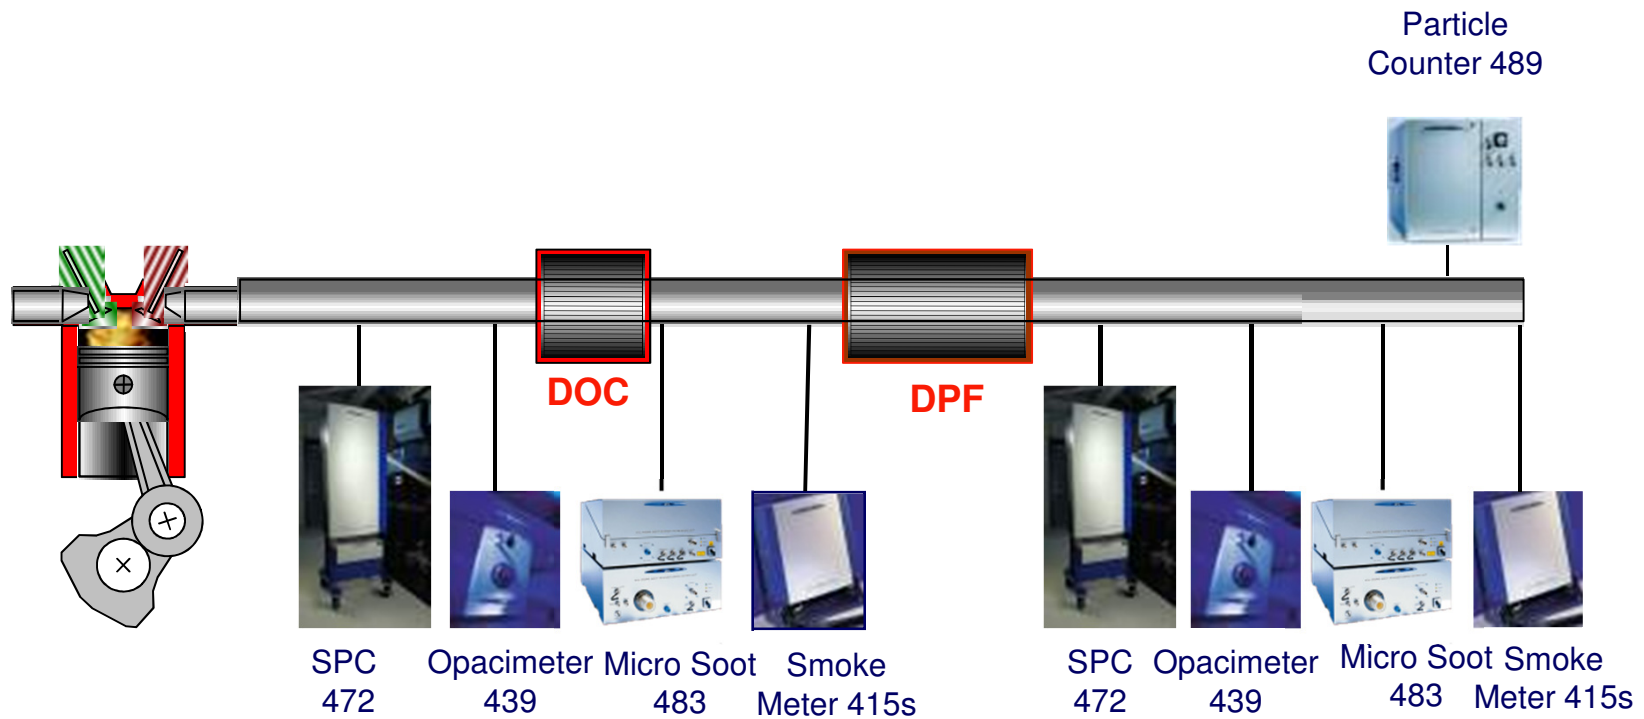 Particle
Counter 489
DOC
DPF
SPC
472
Opacimeter
439
Micro Soot
483
Smoke
Meter 415s
SPC
472
Opacimeter
439
Micro Soot
483
Smoke
Meter 415s